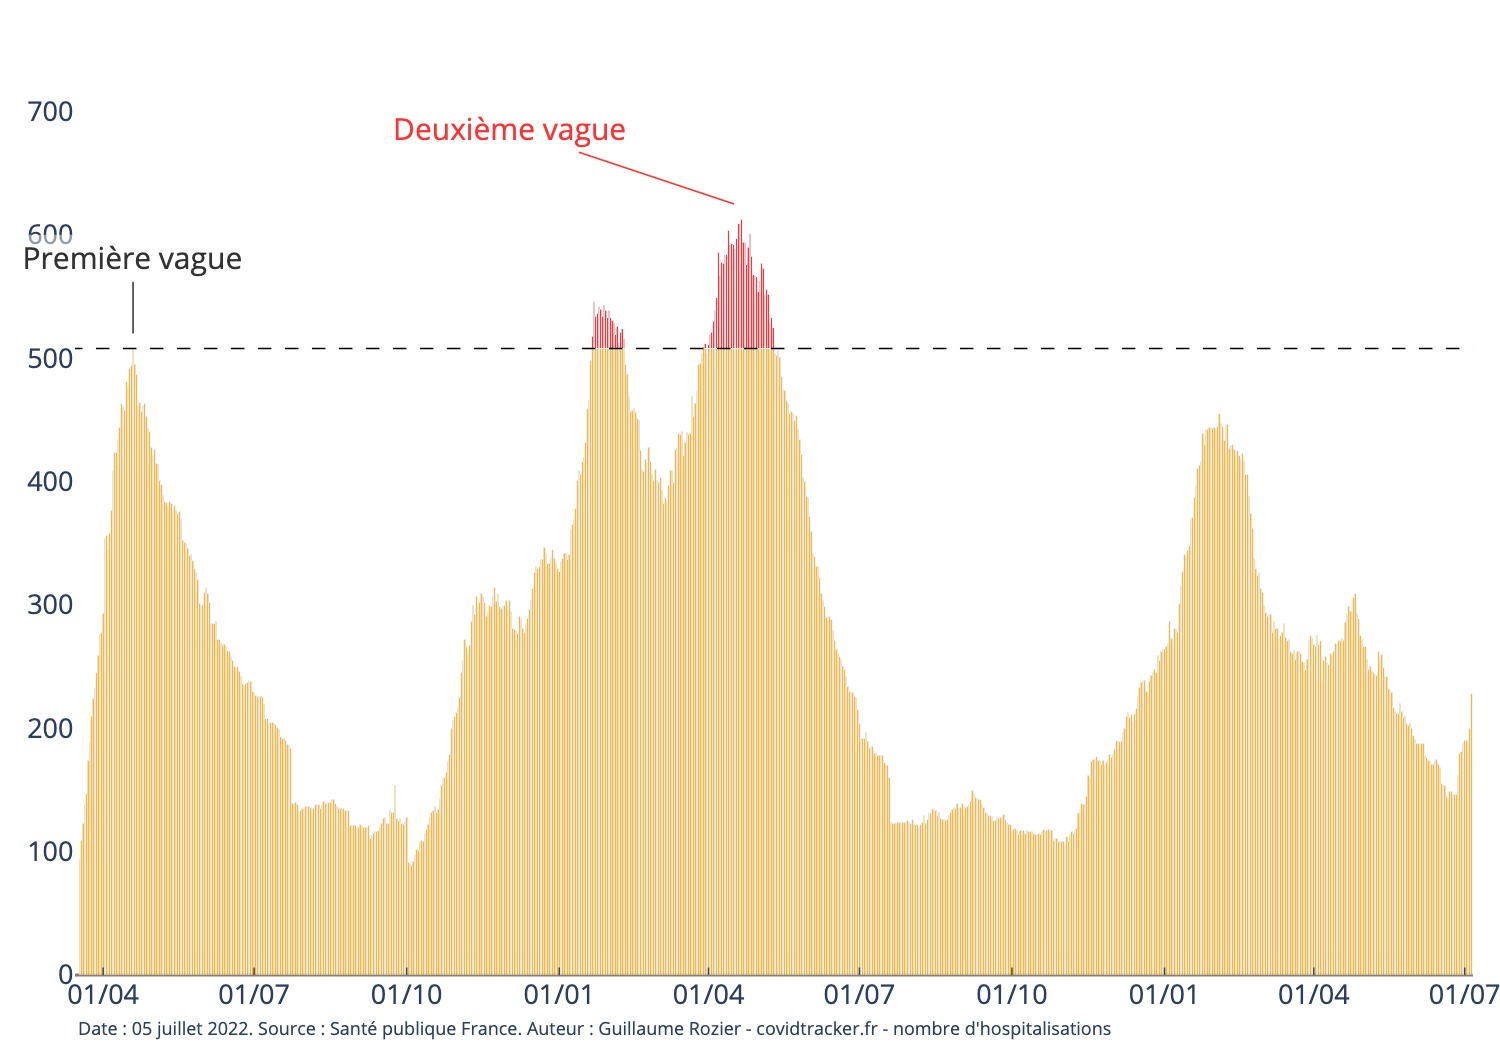 700
Deuxième vague
600
Première vague
500
400
300
200
100
0
01/04 01/07 01/10 01/01 01/04 01/07 01/10 01/01 01/04 01/07
Date : 05 juillet 2022. Source : Santé publique France. Auteur : Guillaume Rozier - covidtracker.fr - nombre d'hospitalisations